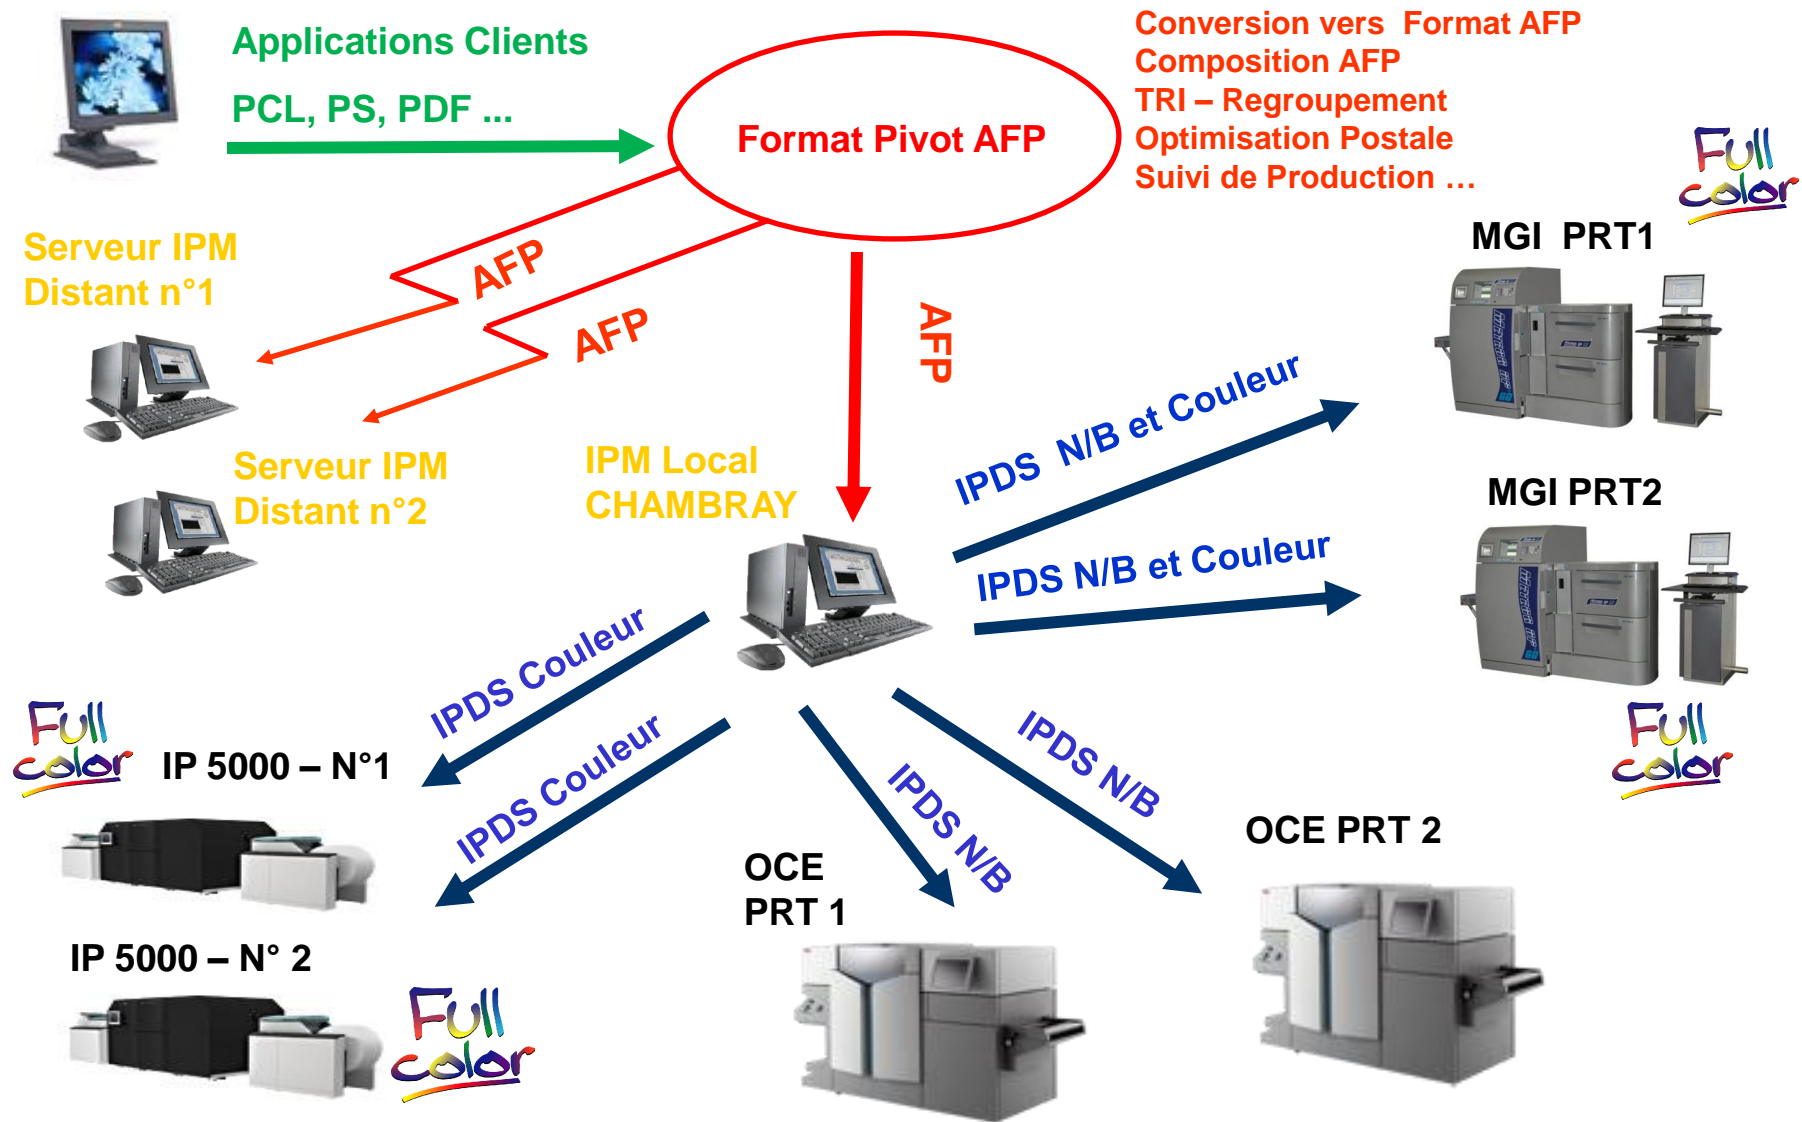 Applications Clients
PCL, PS, PDF ...
Format Pivot AFP
Conversion vers  Format AFP
Composition AFP
TRI – Regroupement
Optimisation Postale
Suivi de Production …
Full
color
MGI  PRT1
Serveur IPM
Distant n°1
AFP
AFP
AFP
Serveur IPM
Distant n°2
IPM Local
CHAMBRAY
IPDS  N/B et Couleur
IPDS N/B et Couleur
MGI PRT2
Full
color
IPDS Couleur
IPDS Couleur
IPDS N/B
IPDS N/B
Full
color
IP 5000 – N°1
OCE PRT 2
OCE
PRT 1
IP 5000 – N° 2
Full
color